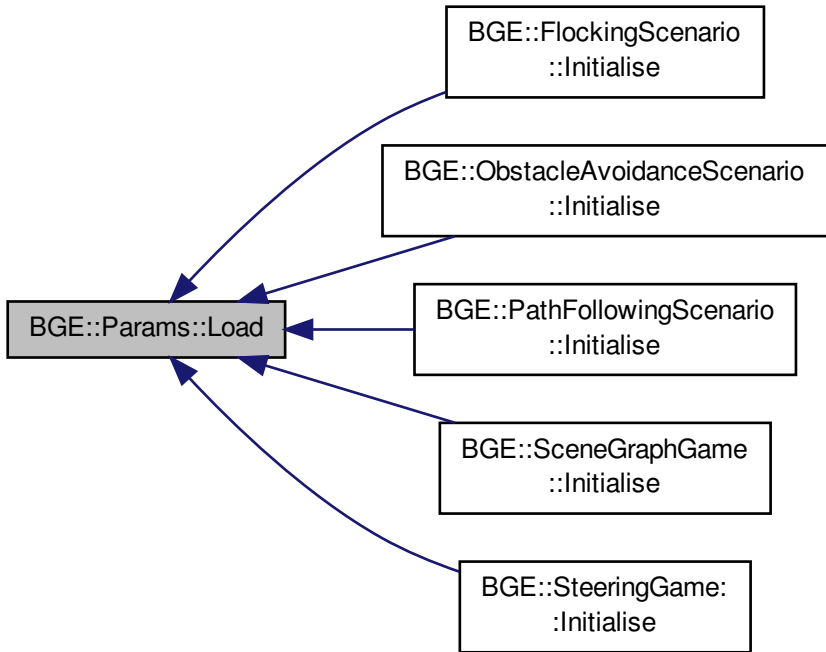 BGE::FlockingScenario
::Initialise
BGE::ObstacleAvoidanceScenario
::Initialise
BGE::Params::Load
BGE::PathFollowingScenario
::Initialise
BGE::SceneGraphGame
::Initialise
BGE::SteeringGame:
:Initialise